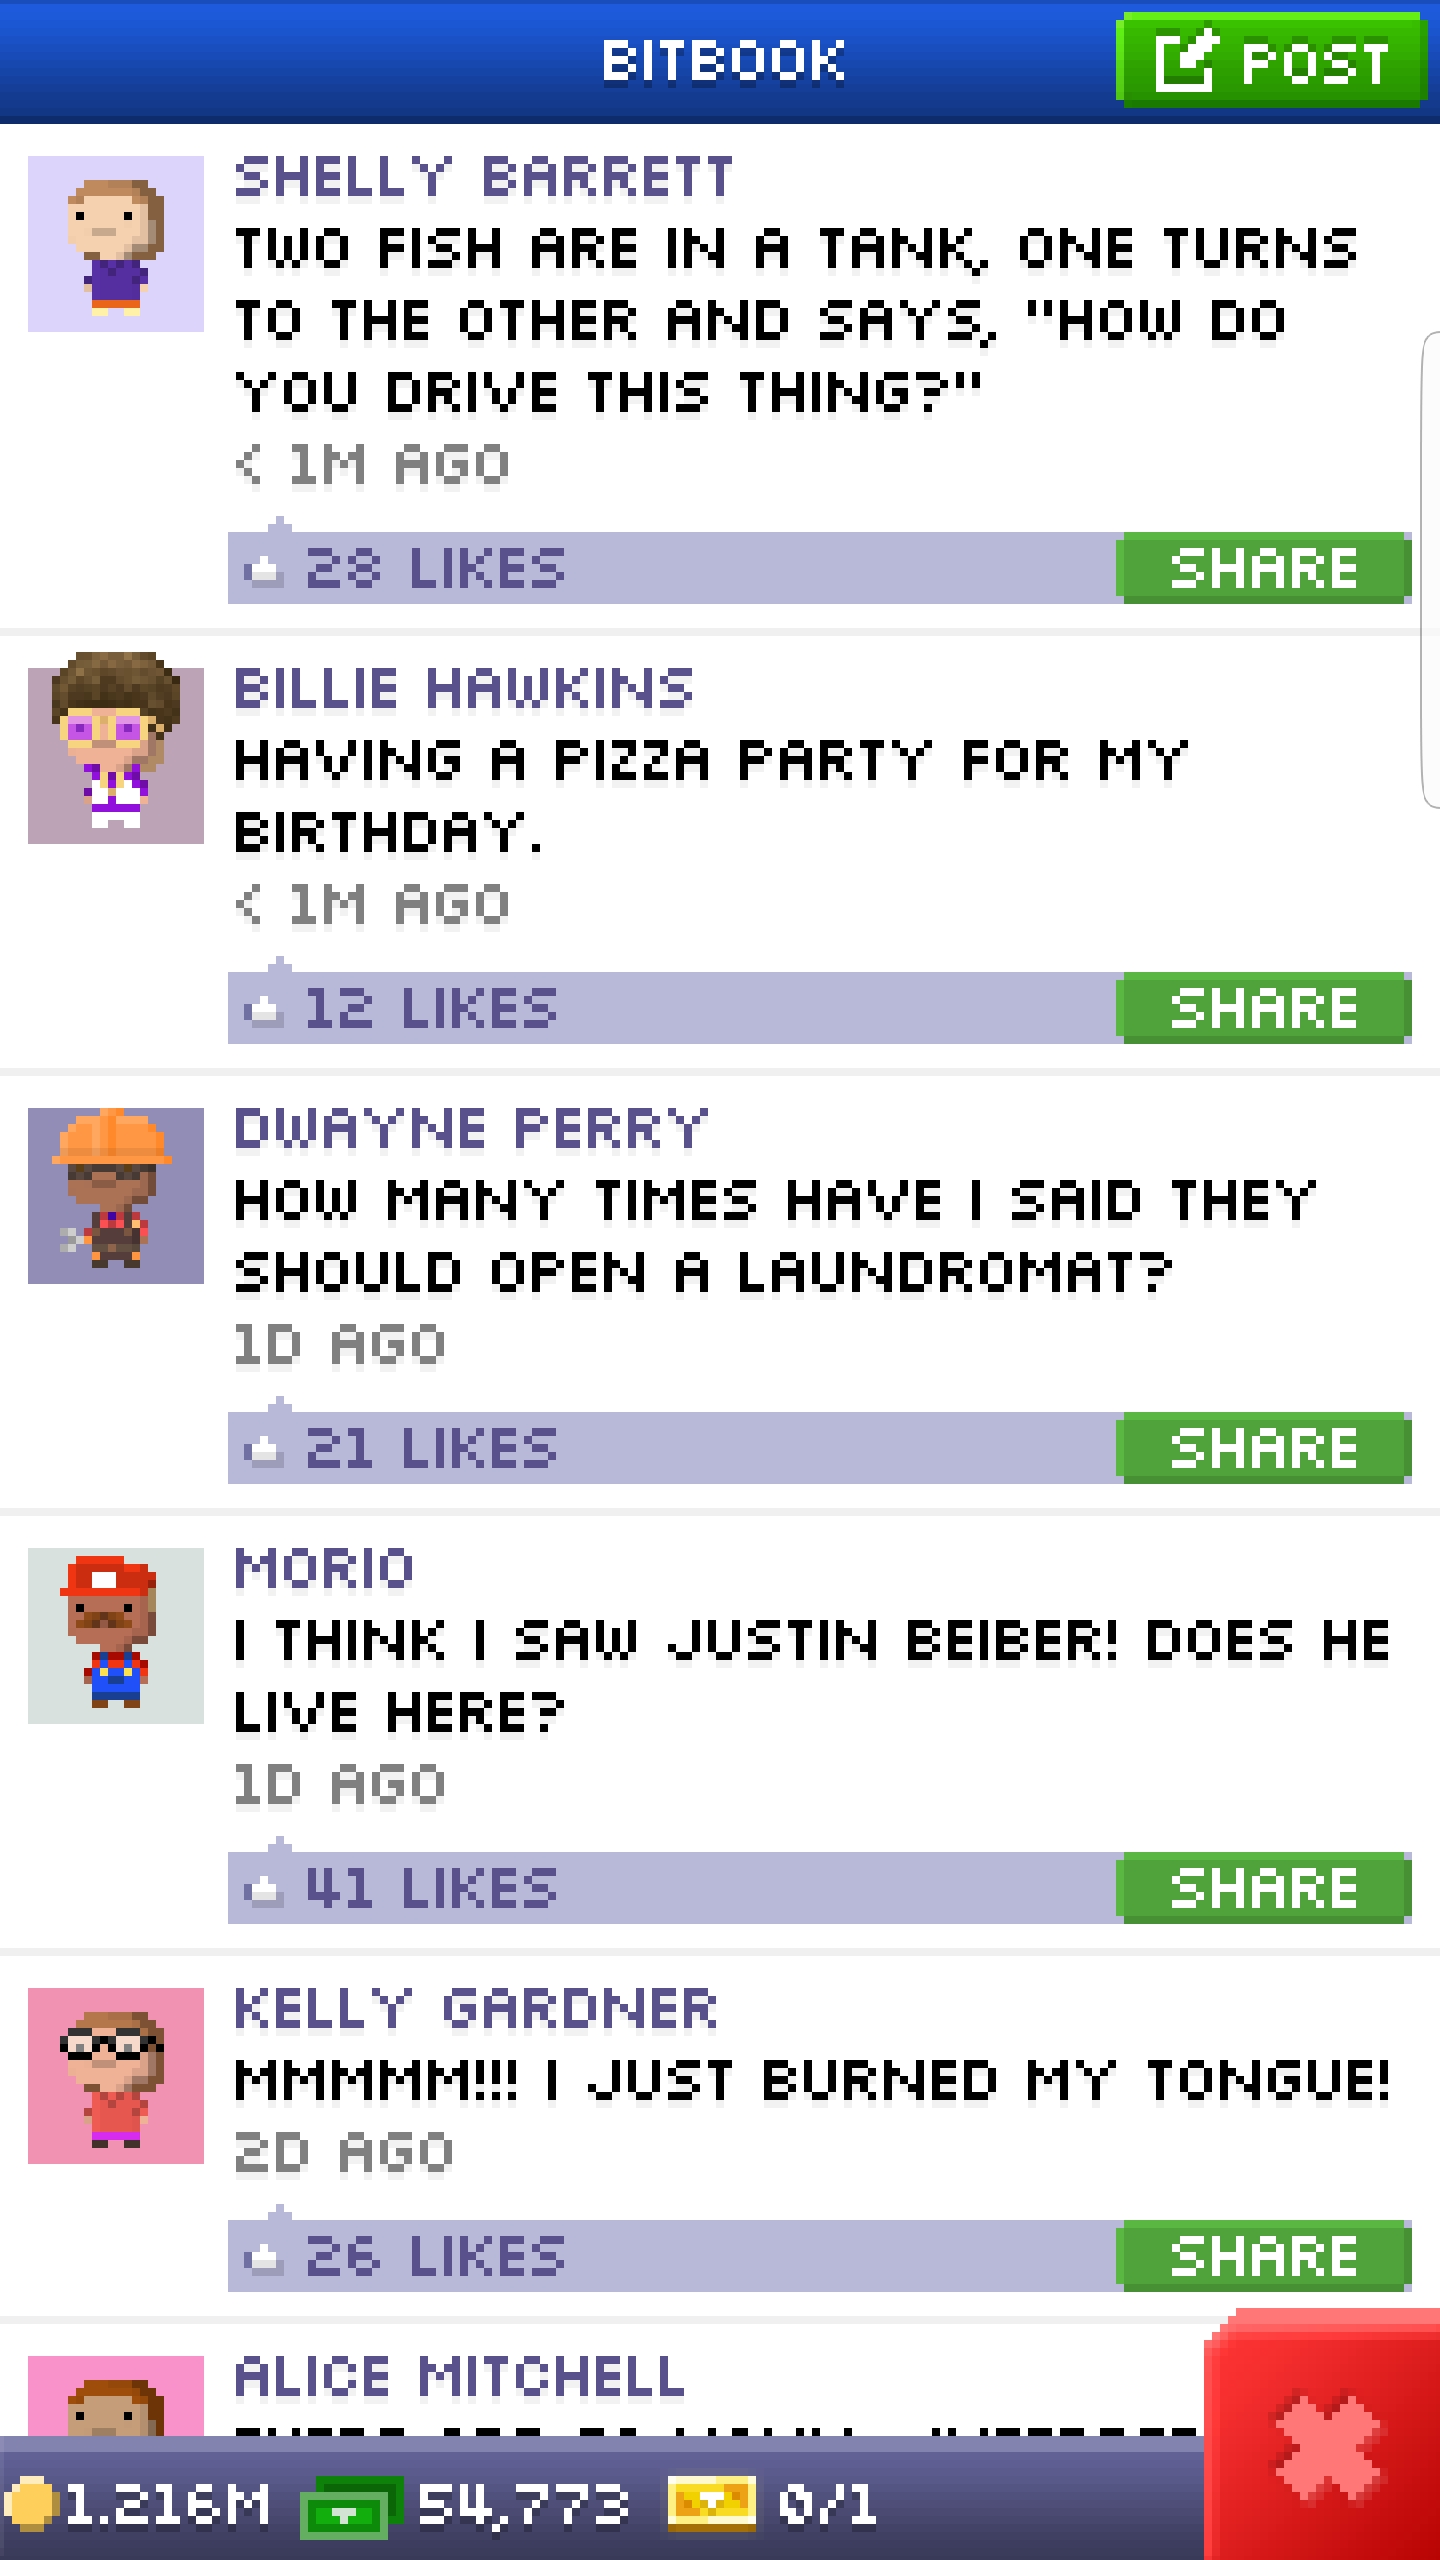 BITBOOK
POST
SHELLY BARRETT
TWO FISH ARE IN A TANK, ONE TURNS
TO THE OTHER AND SAYS, "HOW DO
YOU DRIVE THIS THING?"
< 1M AGO
28 LIKES
SHARE
BILLIE HAWKINS
HAVING A PIZZA PARTY FOR MY
BIRTHDAY.
< 1M AGO
12 LIKES
SHARE
DWAYNE PERRY
HOW MANY TIMES HAVE I SAID THEY
SHOULD OPEN A LAUNDROMAT?
1D AGO
21 LIKES
SHARE
MORIO
I THINK I SAW JUSTIN BEIBER! DOES HE
LIVE HERE?
1D AGO
41 LIKES
SHARE
KELLY GARDNER
MMMMM!!! I JUST BURNED MY TONGUE!
2D AGO
26 LIKES
SHARE
ALICE MITCHELL
1.216M
54,773
0/1